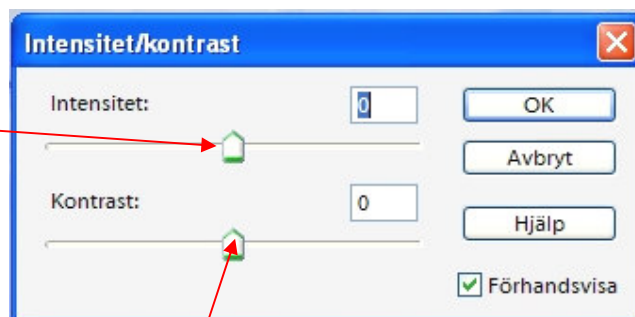 Intensitet/kontrast
Intensitet: 0
OK
Avbryt
Kontrast: 0
Hjälp
Förhandsvisa